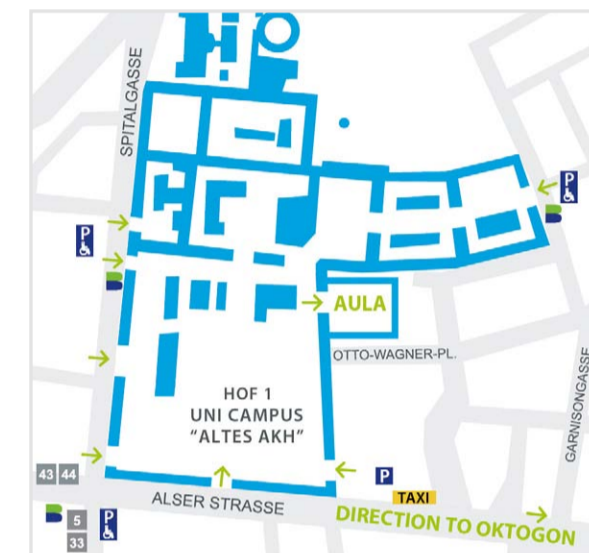 SPITALGASSE
P
P
AULA
OTTO-WAGNER-PL.
GARNISONGASSE
HOF 1
UNI CAMPUS
"ALTES AKH"
43 44
P
TAXI
ALSER STRASSE
5
P
33
DIRECTION TO OKTOGON